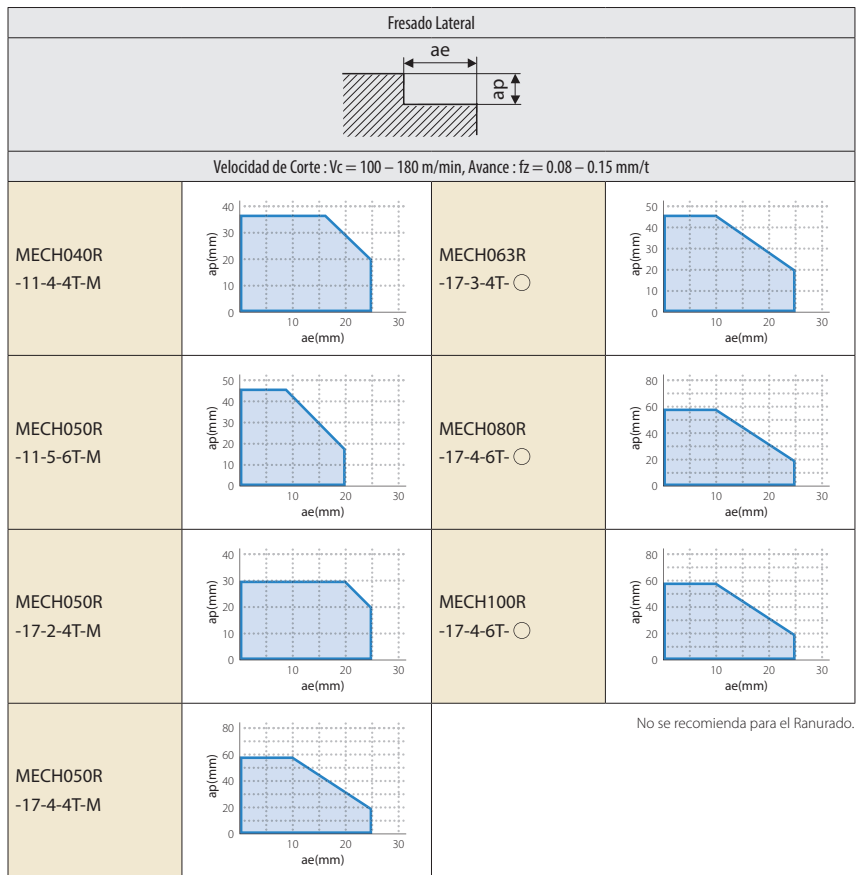 Fresado Lateral
ae
ap
Velocidad de Corte : Vc = 100 – 180 m/min, Avance : fz = 0.08 – 0.15 mm/t
MECH040R
-11-4-4T-M
ap(mm)
40
30
20
10
0
10 20 30
ae(mm)
MECH063R
-17-3-4T-○
ap(mm)
50
40
30
20
10
0
10 20 30
ae(mm)
MECH050R
-11-5-6T-M
ap(mm)
50
40
30
20
10
0
10 20 30
ae(mm)
MECH080R
-17-4-6T-○
ap(mm)
80
60
40
20
0
10 20 30
ae(mm)
MECH050R
-17-2-4T-M
ap(mm)
40
30
20
10
0
10 20 30
ae(mm)
MECH100R
-17-4-6T-○
ap(mm)
80
60
40
20
0
10 20 30
ae(mm)
MECH050R
-17-4-4T-M
ap(mm)
80
60
40
20
0
10 20 30
ae(mm)
No se recomienda para el Ranurado.